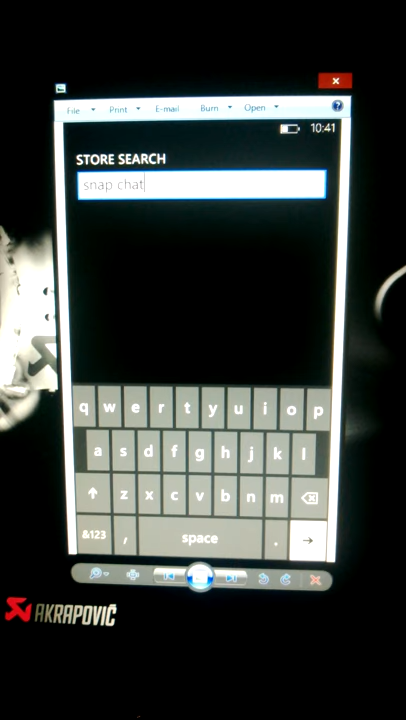 File Print E-mail Burn Open
10:41
STORE SEARCH
snap chat
q w e r t y u i o p
a s d f g h j k l
z x c v b n m
&123 , space .
AKRAPOVIČ